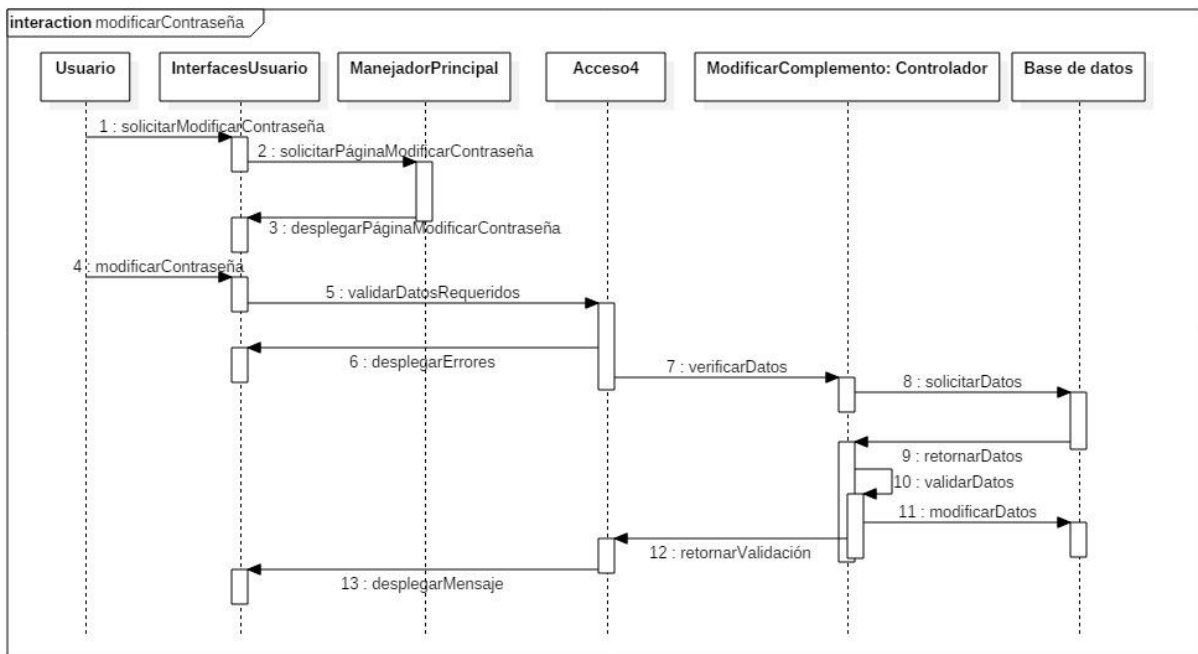 interaction modificarContraseña
Usuario
InterfacesUsuario
ManejadorPrincipal
Acceso4
ModificarComplemento: Controlador
Base de datos
1 : solicitarModificarContraseña
2 : solicitarPáginaModificarContraseña
3 : desplegarPáginaModificarContraseña
4 : modificarContraseña
5 : validarDatosRequeridos
6 : desplegarErrores
7 : verificarDatos
8 : solicitarDatos
9 : retornarDatos
10 : validarDatos
11 : modificarDatos
12 : retornarValidación
13 : desplegarMensaje